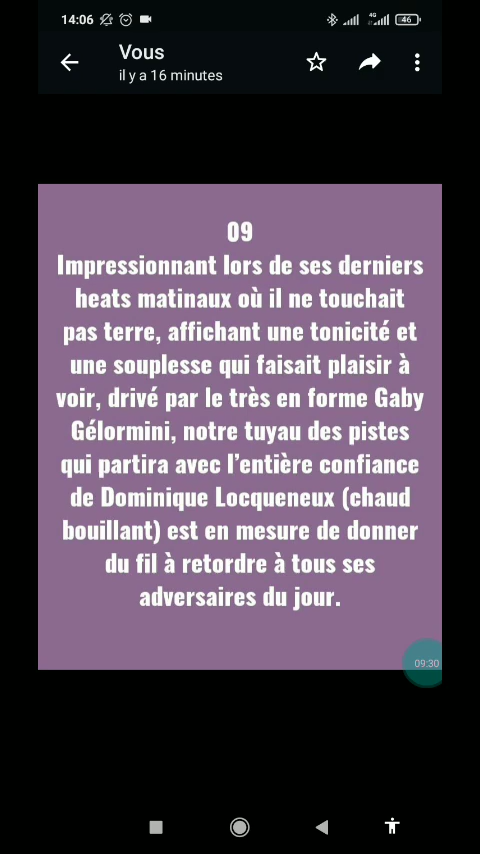 14:06
4G
46
Vous
il y a 16 minutes
09
Impressionnant lors de ses derniers
heats matinaux où il ne touchait
pas terre, affichant une tonicité et
une souplesse qui faisait plaisir à
voir, drivé par le très en forme Gaby
Gélormini, notre tuyau des pistes
qui partira avec l'entière confiance
de Dominique Locqueneux (chaud
bouillant) est en mesure de donner
du fil à retordre à tous ses
adversaires du jour.
09:30